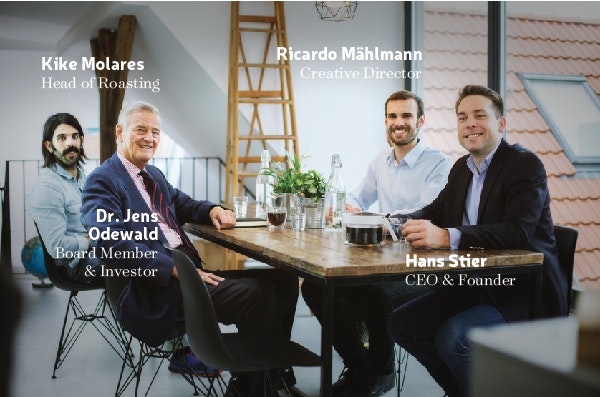 Kike Molares
Head of Roasting
Ricardo Mählmann
Creative Director
Dr. Jens
Odewald
Board Member
& Investor
Hans Stier
CEO & Founder